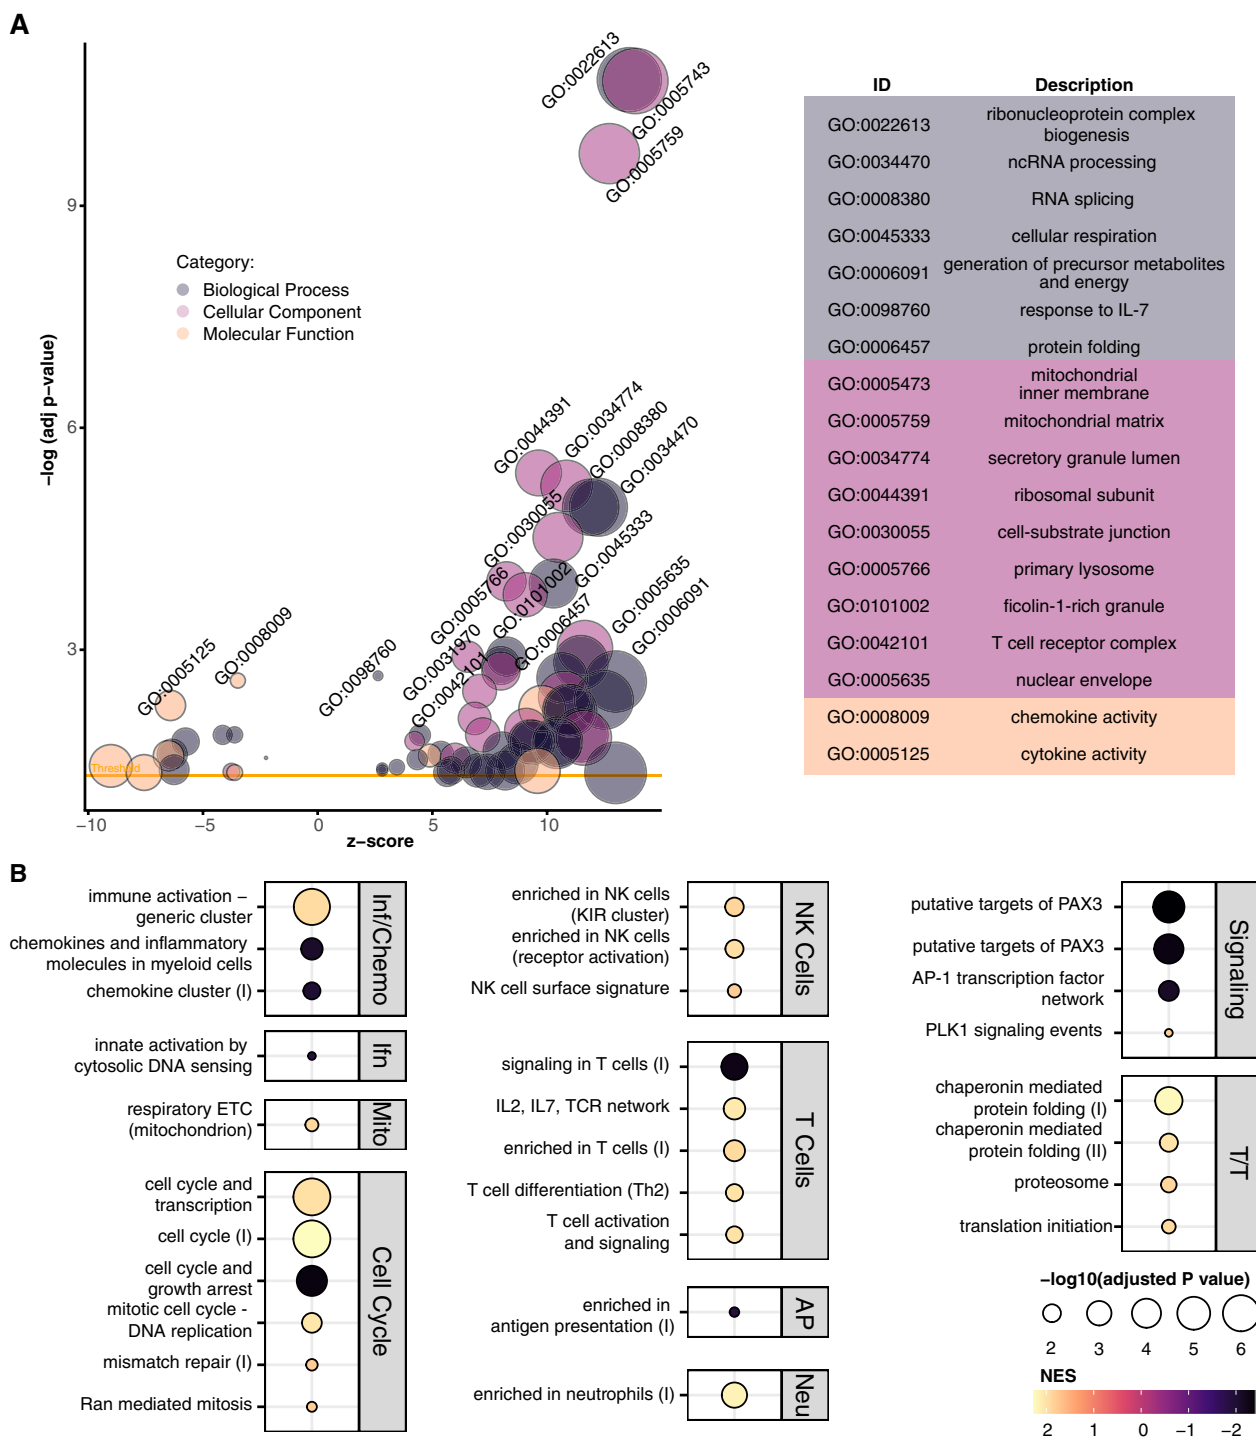 A
GO:0022613
GO:0005743
GO:0005759
9
Category:
Biological Process
Cellular Component
Molecular Function
−log (adj p−value)
6
GO:0044391
GO:0034774
GO:0008380
GO:0034470
GO:0030055
GO:0045333
GO:0005766
GO:0101002
GO:0005635
GO:0006091
GO:0006457
3
GO:0005125
GO:0008009
GO:0098760
GO:0031970
GO:0042101
Threshold
−10
−5
0
5
10
z−score
ID Description
GO:0022613 ribonucleoprotein complex
biogenesis
GO:0034470 ncRNA processing
GO:0008380 RNA splicing
GO:0045333 cellular respiration
GO:0006091 generation of precursor metabolites
and energy
GO:0098760 response to IL-7
GO:0006457 protein folding
GO:0005473 mitochondrial
inner membrane
GO:0005759 mitochondrial matrix
GO:0034774 secretory granule lumen
GO:0044391 ribosomal subunit
GO:0030055 cell-substrate junction
GO:0005766 primary lysosome
GO:0101002 ficolin-1-rich granule
GO:0042101 T cell receptor complex
GO:0005635 nuclear envelope
GO:0008009 chemokine activity
GO:0005125 cytokine activity
B
immune activation −
generic cluster
chemokines and inflammatory
molecules in myeloid cells
chemokine cluster (I)
Inf/Chemo
innate activation by
cytosolic DNA sensing
Ifn
respiratory ETC
(mitochondrion)
Mito
cell cycle and
transcription
cell cycle (I)
cell cycle and
growth arrest
mitotic cell cycle -
DNA replication
mismatch repair (I)
Ran mediated mitosis
Cell Cycle
enriched in NK cells
(KIR cluster)
enriched in NK cells
(receptor activation)
NK cell surface signature
NK Cells
signaling in T cells (I)
IL2, IL7, TCR network
enriched in T cells (I)
T cell differentiation (Th2)
T cell activation
and signaling
T Cells
enriched in
antigen presentation (I)
AP
enriched in neutrophils (I)
Neu
putative targets of PAX3
putative targets of PAX3
AP-1 transcription factor
network
PLK1 signaling events
Signaling
chaperonin mediated
protein folding (I)
chaperonin mediated
protein folding (II)
proteosome
translation initiation
T/T
−log10(adjusted P value)
2 3 4 5 6
NES
2 1 0 −1 −2